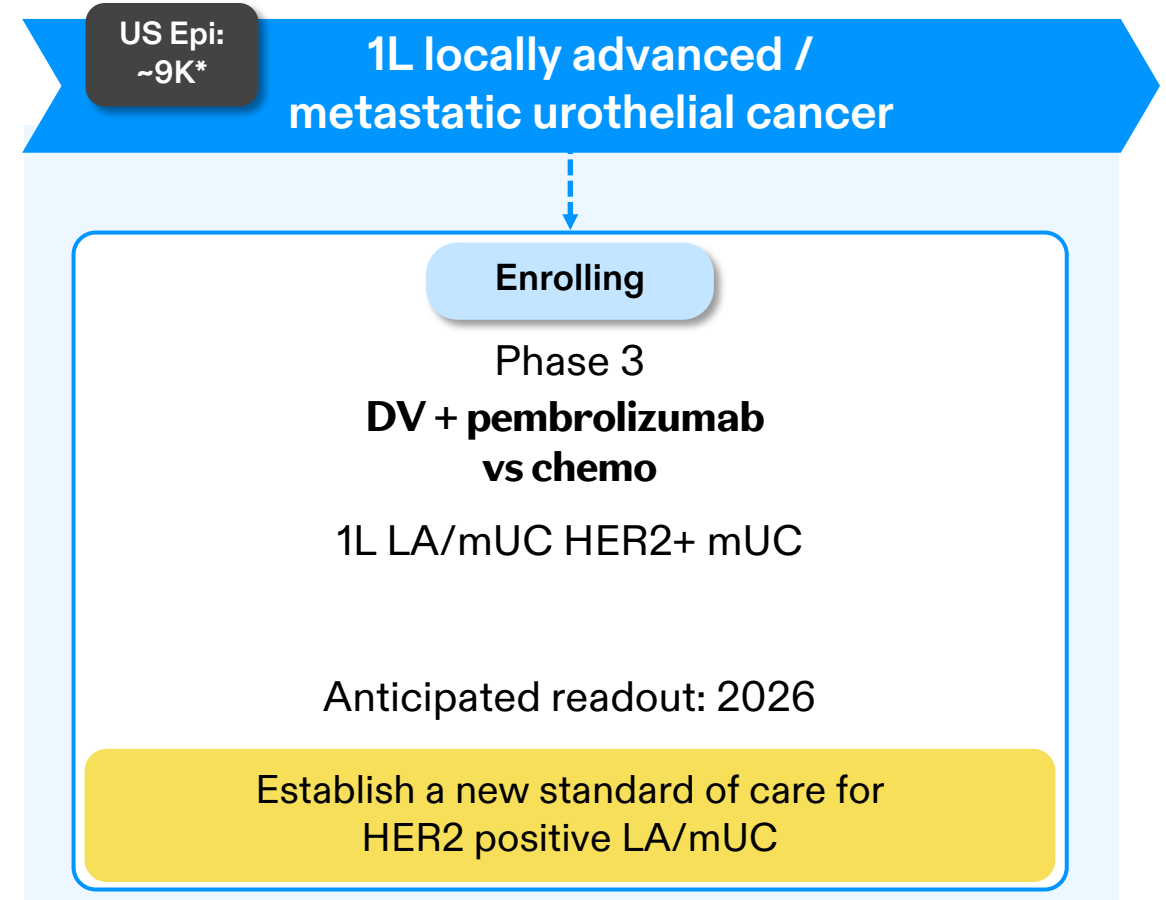 US Epi:
~9K*
1L locally advanced /
metastatic urothelial cancer
Enrolling
Phase 3
DV + pembrolizumab
vs chemo
1L LA/mUC HER2+ mUC
Anticipated readout: 2026
Establish a new standard of care for
HER2 positive LA/mUC